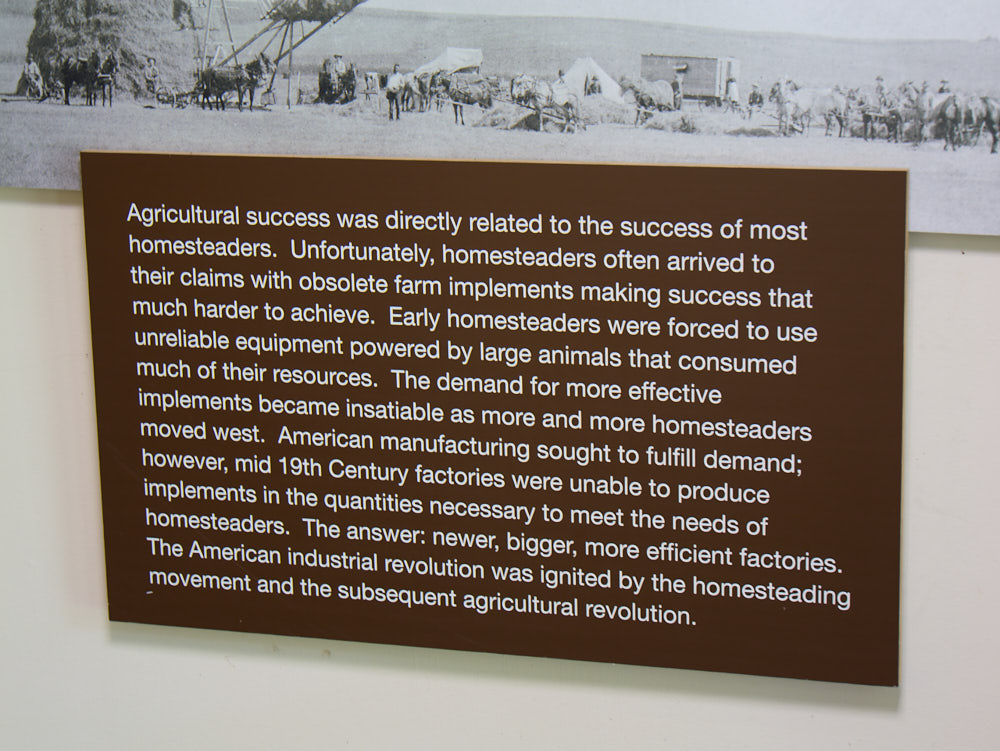 Agricultural success was directly related to the success of most
homesteaders.  Unfortunately, homesteaders often arrived to
their claims with obsolete farm implements making success that
much harder to achieve.  Early homesteaders were forced to use
unreliable equipment powered by large animals that consumed
much of their resources.  The demand for more effective
implements became insatiable as more and more homesteaders
moved west.  American manufacturing sought to fulfill demand;
however, mid 19th Century factories were unable to produce
implements in the quantities necessary to meet the needs of
homesteaders.  The answer: newer, bigger, more efficient factories.
The American industrial revolution was ignited by the homesteading
movement and the subsequent agricultural revolution.